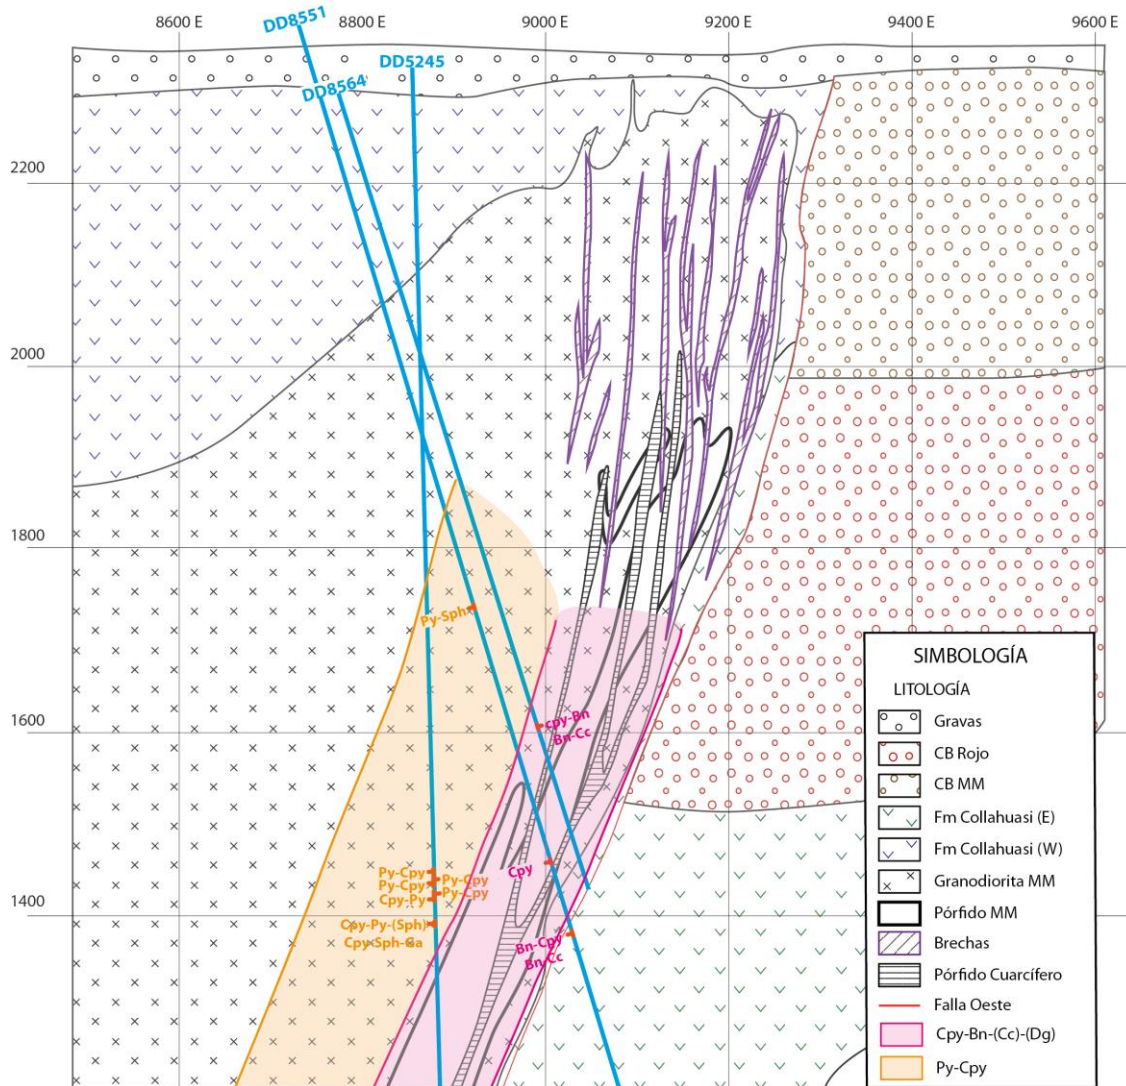 8600 E
8800 E
9000 E
9200 E
9400 E
9600 E
DD8551
DD5245
DD8564
2200
2000
1800
Py-Sph
1600
cpy-Bn
Bn-Cc
Cpy
Py-Cpy
Py-Cpy
Py-Cpy
Py-Cpy
Cpy-Py
1400
Cpy-Py-(Sph)
Cpy-Sph-Ga
Bn-Cpy
Bn-Cc
SIMBOLOGÍA
LITOLOGÍA
Gravas
CB Rojo
CB MM
Fm Collahuasi (E)
Fm Collahuasi (W)
Granodiorita MM
Pórfido MM
Brechas
Pórfido Cuarcífero
Falla Oeste
Cpy-Bn-(Cc)-(Dg)
Py-Cpy